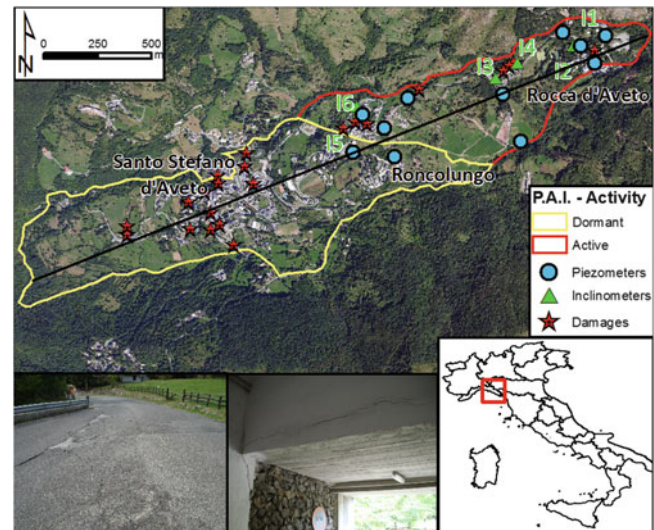 N
0 250 500
m
I1
I4
I3
I2
Rocca d'Aveto
I6
I5
Santo Stefano
d'Aveto
Roncolungo
P.A.I. - Activity
Dormant
Active
Piezometers
Inclinometers
Damages